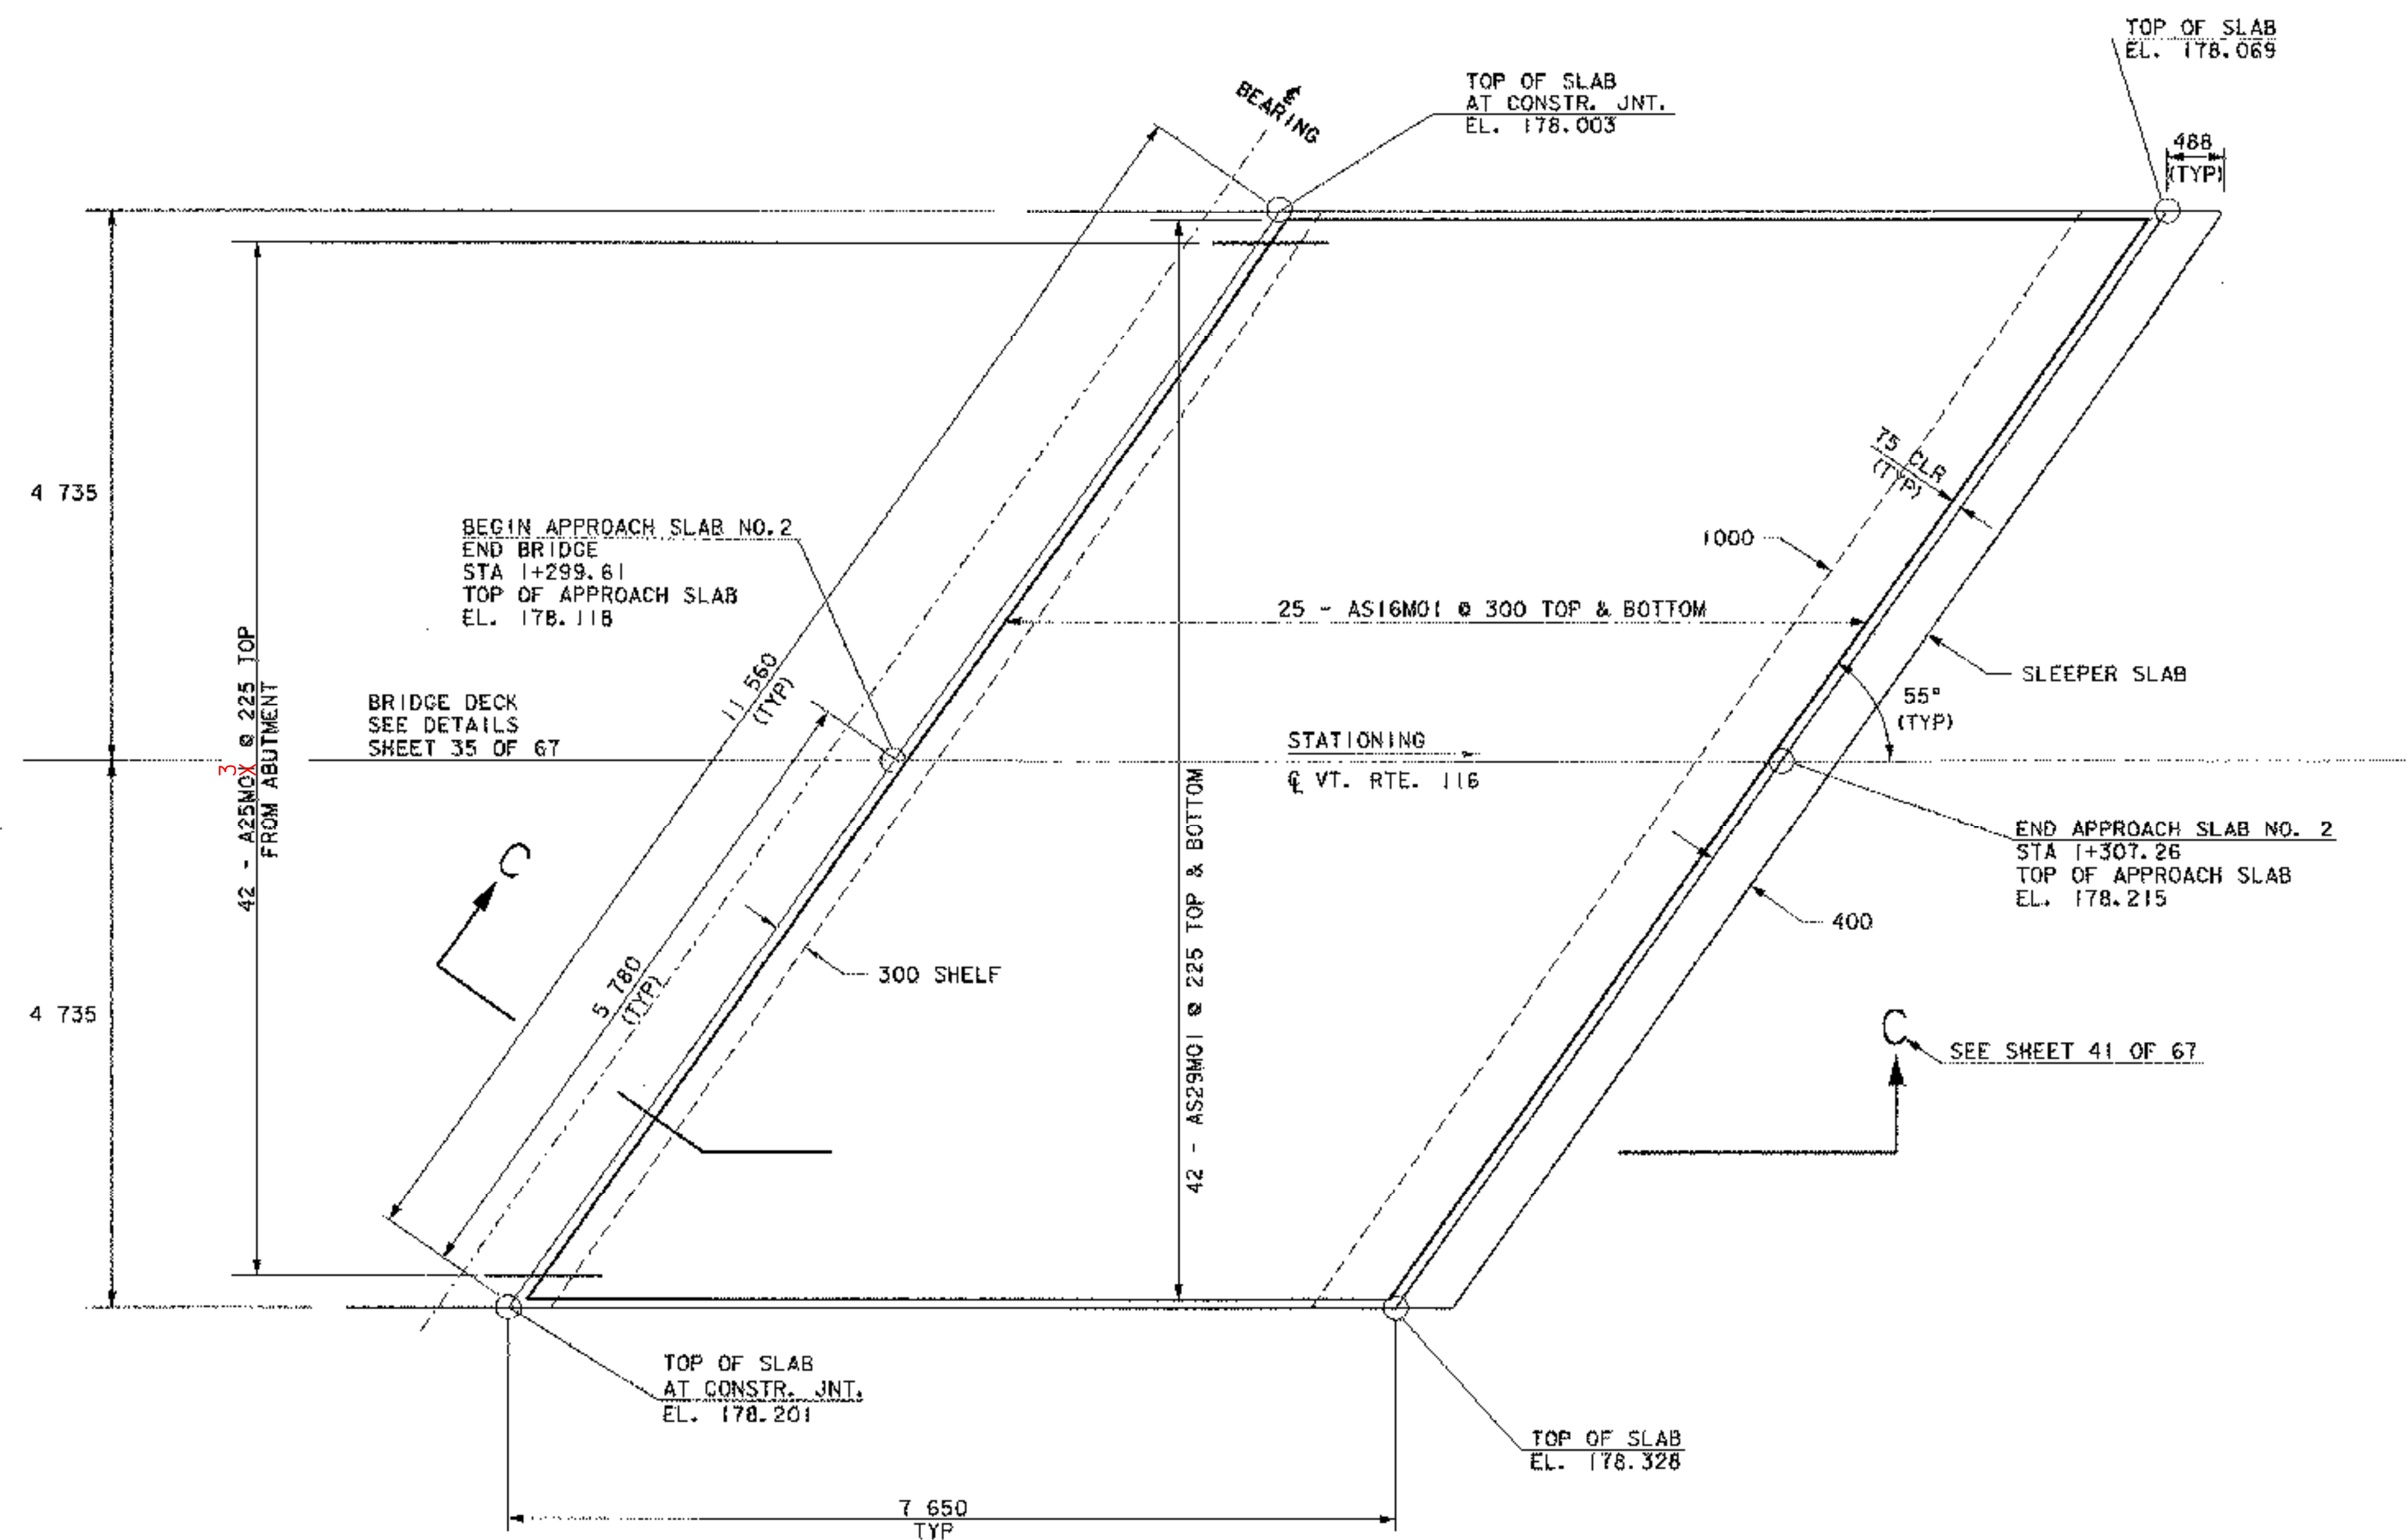 TOP OF SLAB
EL. 178.069
TOP OF SLAB
AT CONSTR. JNT.
EL. 178.003
℄
BEARING
488
(TYP)
4 735
75 CLR
(TYP)
1000
BEGIN APPROACH SLAB NO.2
END BRIDGE
STA 1+299.61
TOP OF APPROACH SLAB
EL. 178.118
25 - AS16M01 @ 300 TOP & BOTTOM
11 560
(TYP)
SLEEPER SLAB
55°
(TYP)
BRIDGE DECK
SEE DETAILS
SHEET 35 OF 67
42 - A25M0X @ 225 TOP
3
FROM ABUTMENT
STATIONING
℄ VT. RTE. 116
END APPROACH SLAB NO. 2
STA 1+307.26
TOP OF APPROACH SLAB
EL. 178.215
C
400
42 - AS29M01 @ 225 TOP & BOTTOM
5 780
(TYP)
300 SHELF
4 735
C
SEE SHEET 41 OF 67
TOP OF SLAB
AT CONSTR. JNT.
EL. 178.201
TOP OF SLAB
EL. 178.328
7 650
TYP